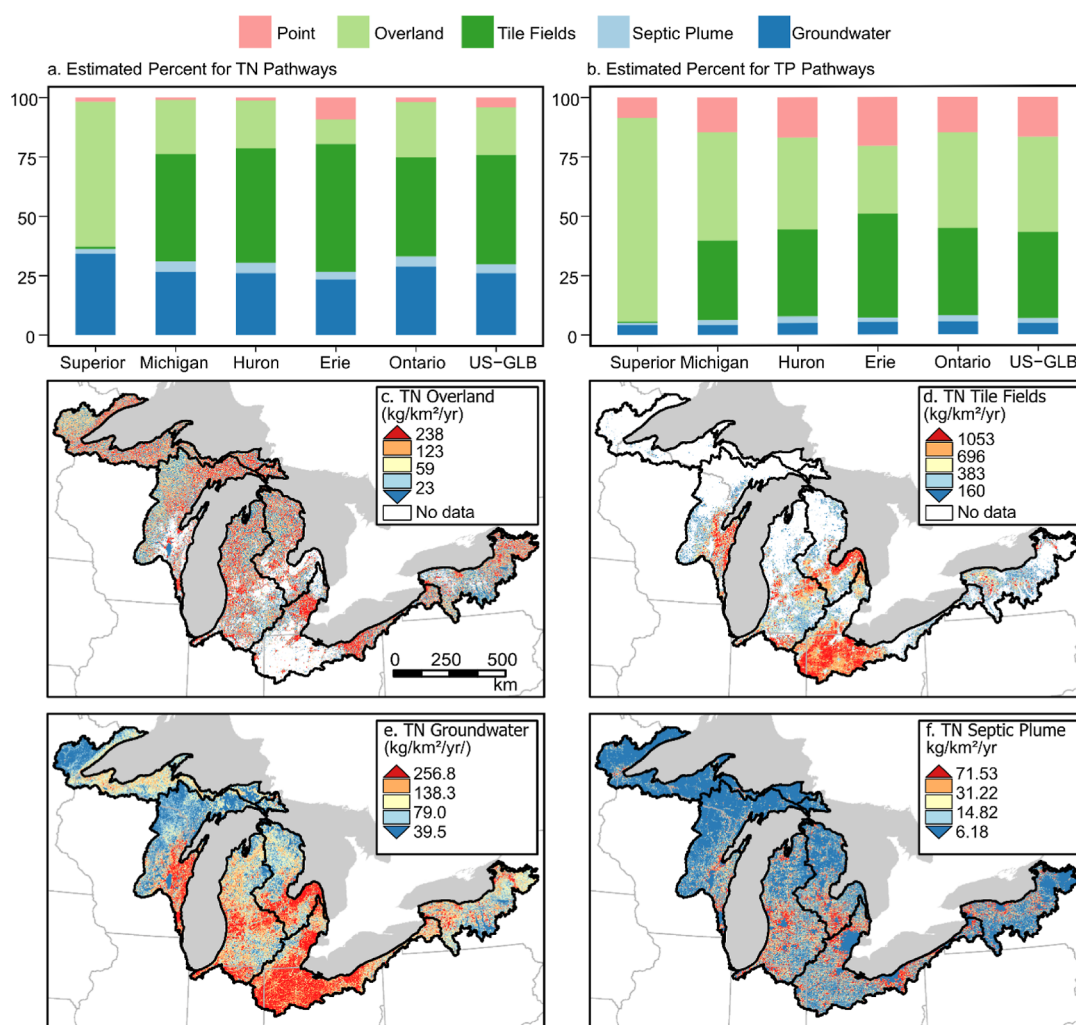 Point Overland Tile Fields Septic Plume Groundwater
a. Estimated Percent for TN Pathways
100
75
50
25
0
Superior Michigan Huron Erie Ontario US-GLB
b. Estimated Percent for TP Pathways
100
75
50
25
0
Superior Michigan Huron Erie Ontario US-GLB
c. TN Overland
(kg/km²/yr)
238
123
59
23
No data
0 250 500
km
d. TN Tile Fields
(kg/km²/yr)
1053
696
383
160
No data
e. TN Groundwater
(kg/km²/yr/)
256.8
138.3
79.0
39.5
f. TN Septic Plume
kg/km²/yr
71.53
31.22
14.82
6.18